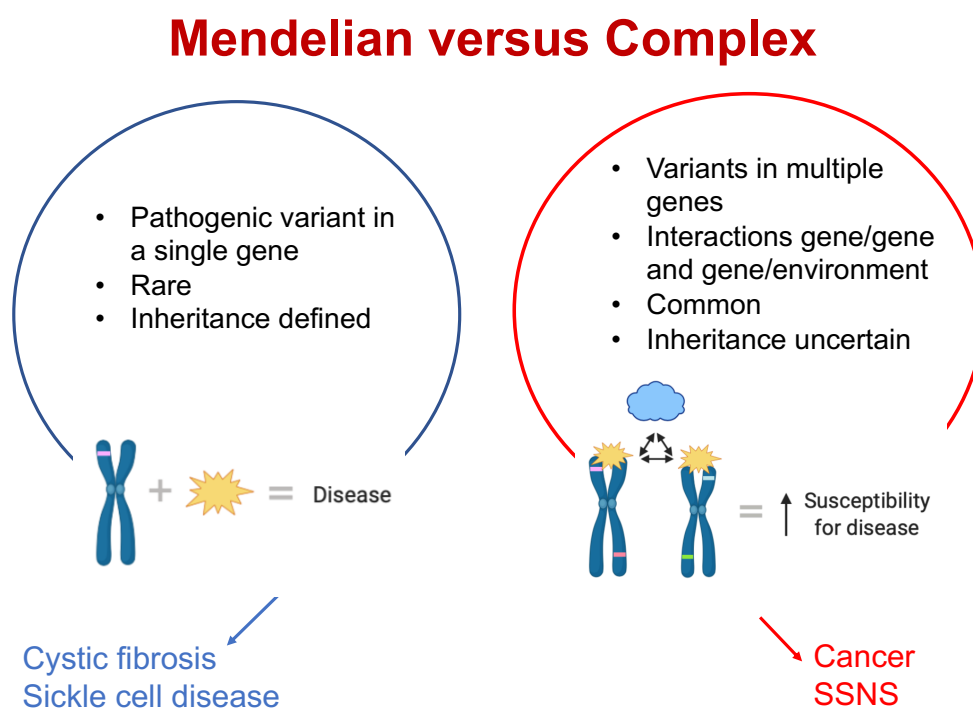 Mendelian versus Complex
• Pathogenic variant in
a single gene
• Rare
• Inheritance defined
+ = Disease
Cystic fibrosis
Sickle cell disease
• Variants in multiple
genes
• Interactions gene/gene
and gene/environment
• Common
• Inheritance uncertain
= Susceptibility
for disease
Cancer
SSNS